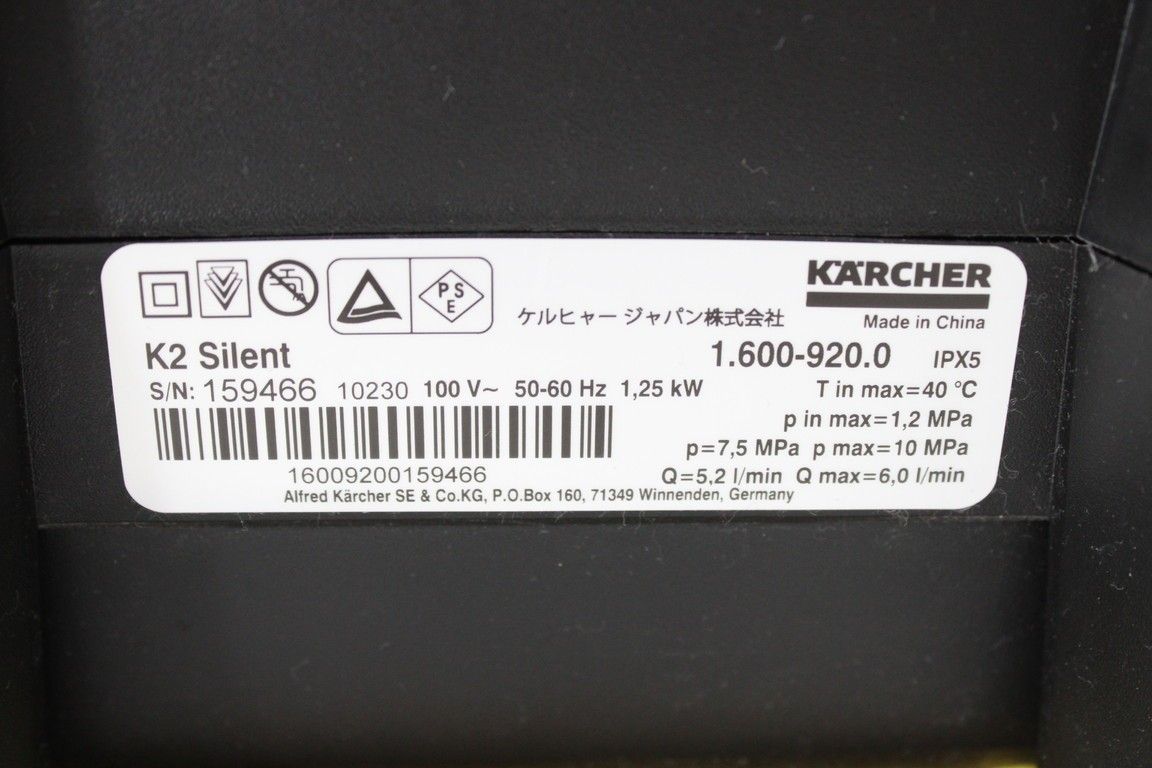 P S
E
ケルヒャー ジャパン株式会社
KÄRCHER
Made in China
K2 Silent
1.600-920.0 IPX5
S/N: 159466 10230 100 V~ 50-60 Hz 1,25 kW
T in max=40 °C
p in max=1,2 MPa
p=7,5 MPa p max=10 MPa
16009200159466
Q=5,2 l/min Q max=6,0 l/min
Alfred Kärcher SE & Co.KG, P.O.Box 160, 71349 Winnenden, Germany